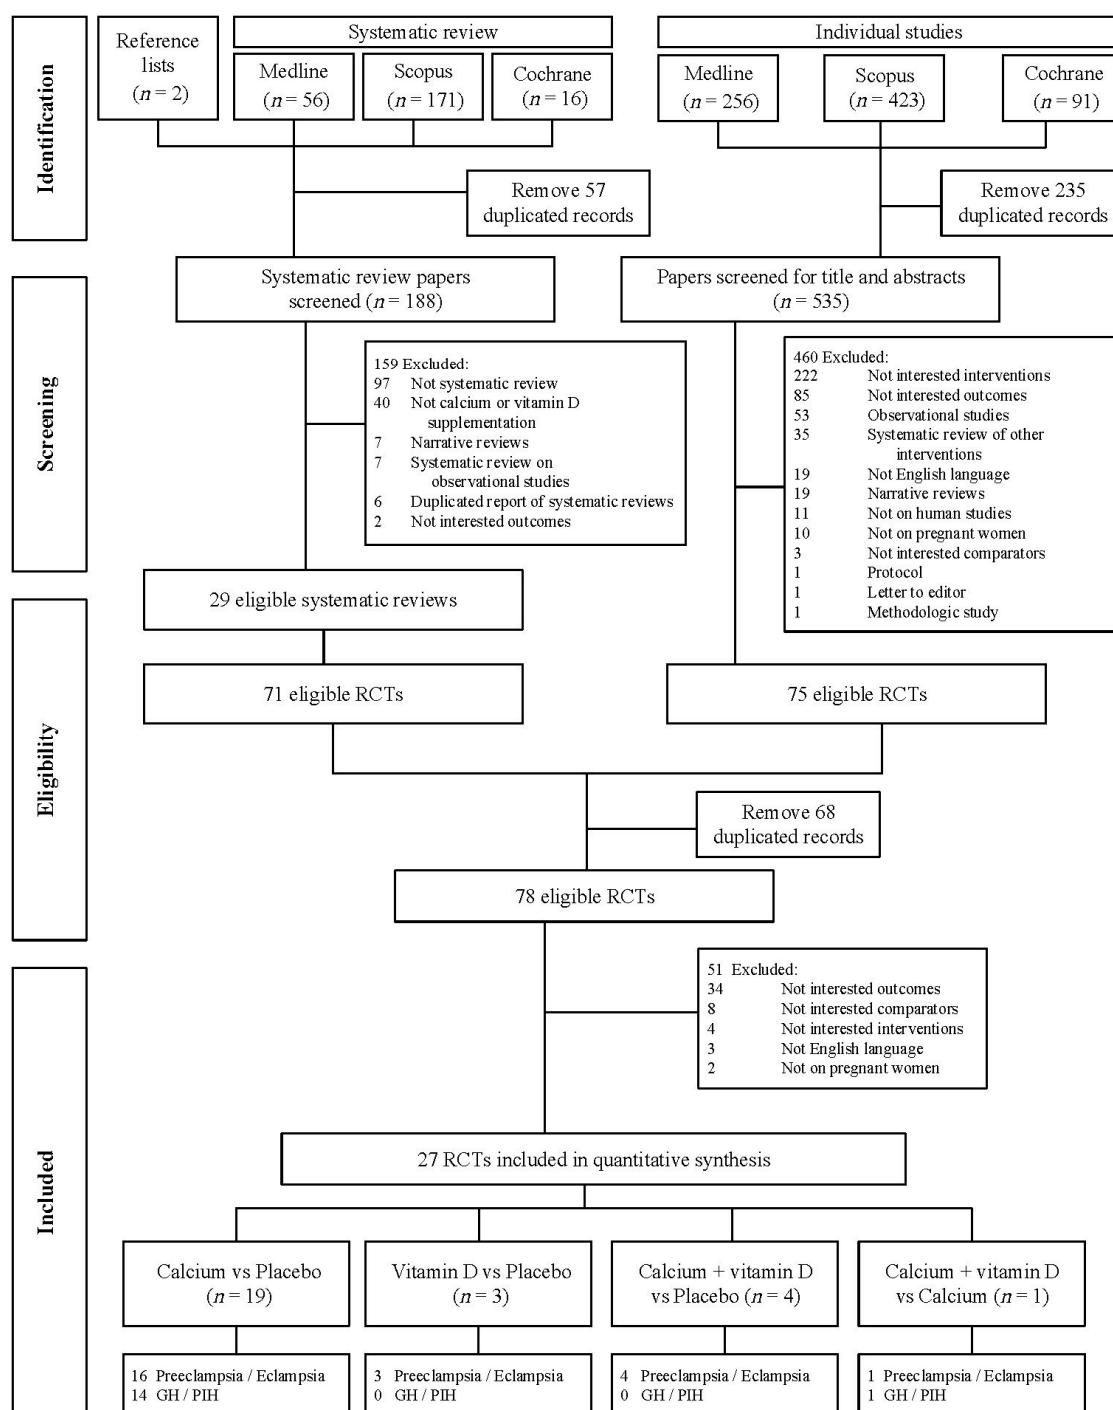 Identification
Reference
lists
(n = 2)
Systematic review
Medline
(n = 56)
Scopus
(n = 171)
Cochrane
(n = 16)
Individual studies
Medline
(n = 256)
Scopus
(n = 423)
Cochrane
(n = 91)
Remove 57
duplicated records
Remove 235
duplicated records
Screening
Systematic review papers
screened (n = 188)
Papers screened for title and abstracts
(n = 535)
159 Excluded:
97 Not systematic review
40 Not calcium or vitamin D
supplementation
7 Narrative reviews
7 Systematic review on
observational studies
6 Duplicated report of systematic reviews
2 Not interested outcomes
460 Excluded:
222 Not interested interventions
85 Not interested outcomes
53 Observational studies
35 Systematic review of other
interventions
19 Not English language
19 Narrative reviews
11 Not on human studies
10 Not on pregnant women
3 Not interested comparators
1 Protocol
1 Letter to editor
1 Methodologic study
29 eligible systematic reviews
Eligibility
71 eligible RCTs
75 eligible RCTs
Remove 68
duplicated records
78 eligible RCTs
Included
51 Excluded:
34 Not interested outcomes
8 Not interested comparators
4 Not interested interventions
3 Not English language
2 Not on pregnant women
27 RCTs included in quantitative synthesis
Calcium vs Placebo
(n = 19)
Vitamin D vs Placebo
(n = 3)
Calcium + vitamin D
vs Placebo (n = 4)
Calcium + vitamin D
vs Calcium (n = 1)
16 Preeclampsia / Eclampsia
14 GH / PIH
3 Preeclampsia / Eclampsia
0 GH / PIH
4 Preeclampsia / Eclampsia
0 GH / PIH
1 Preeclampsia / Eclampsia
1 GH / PIH